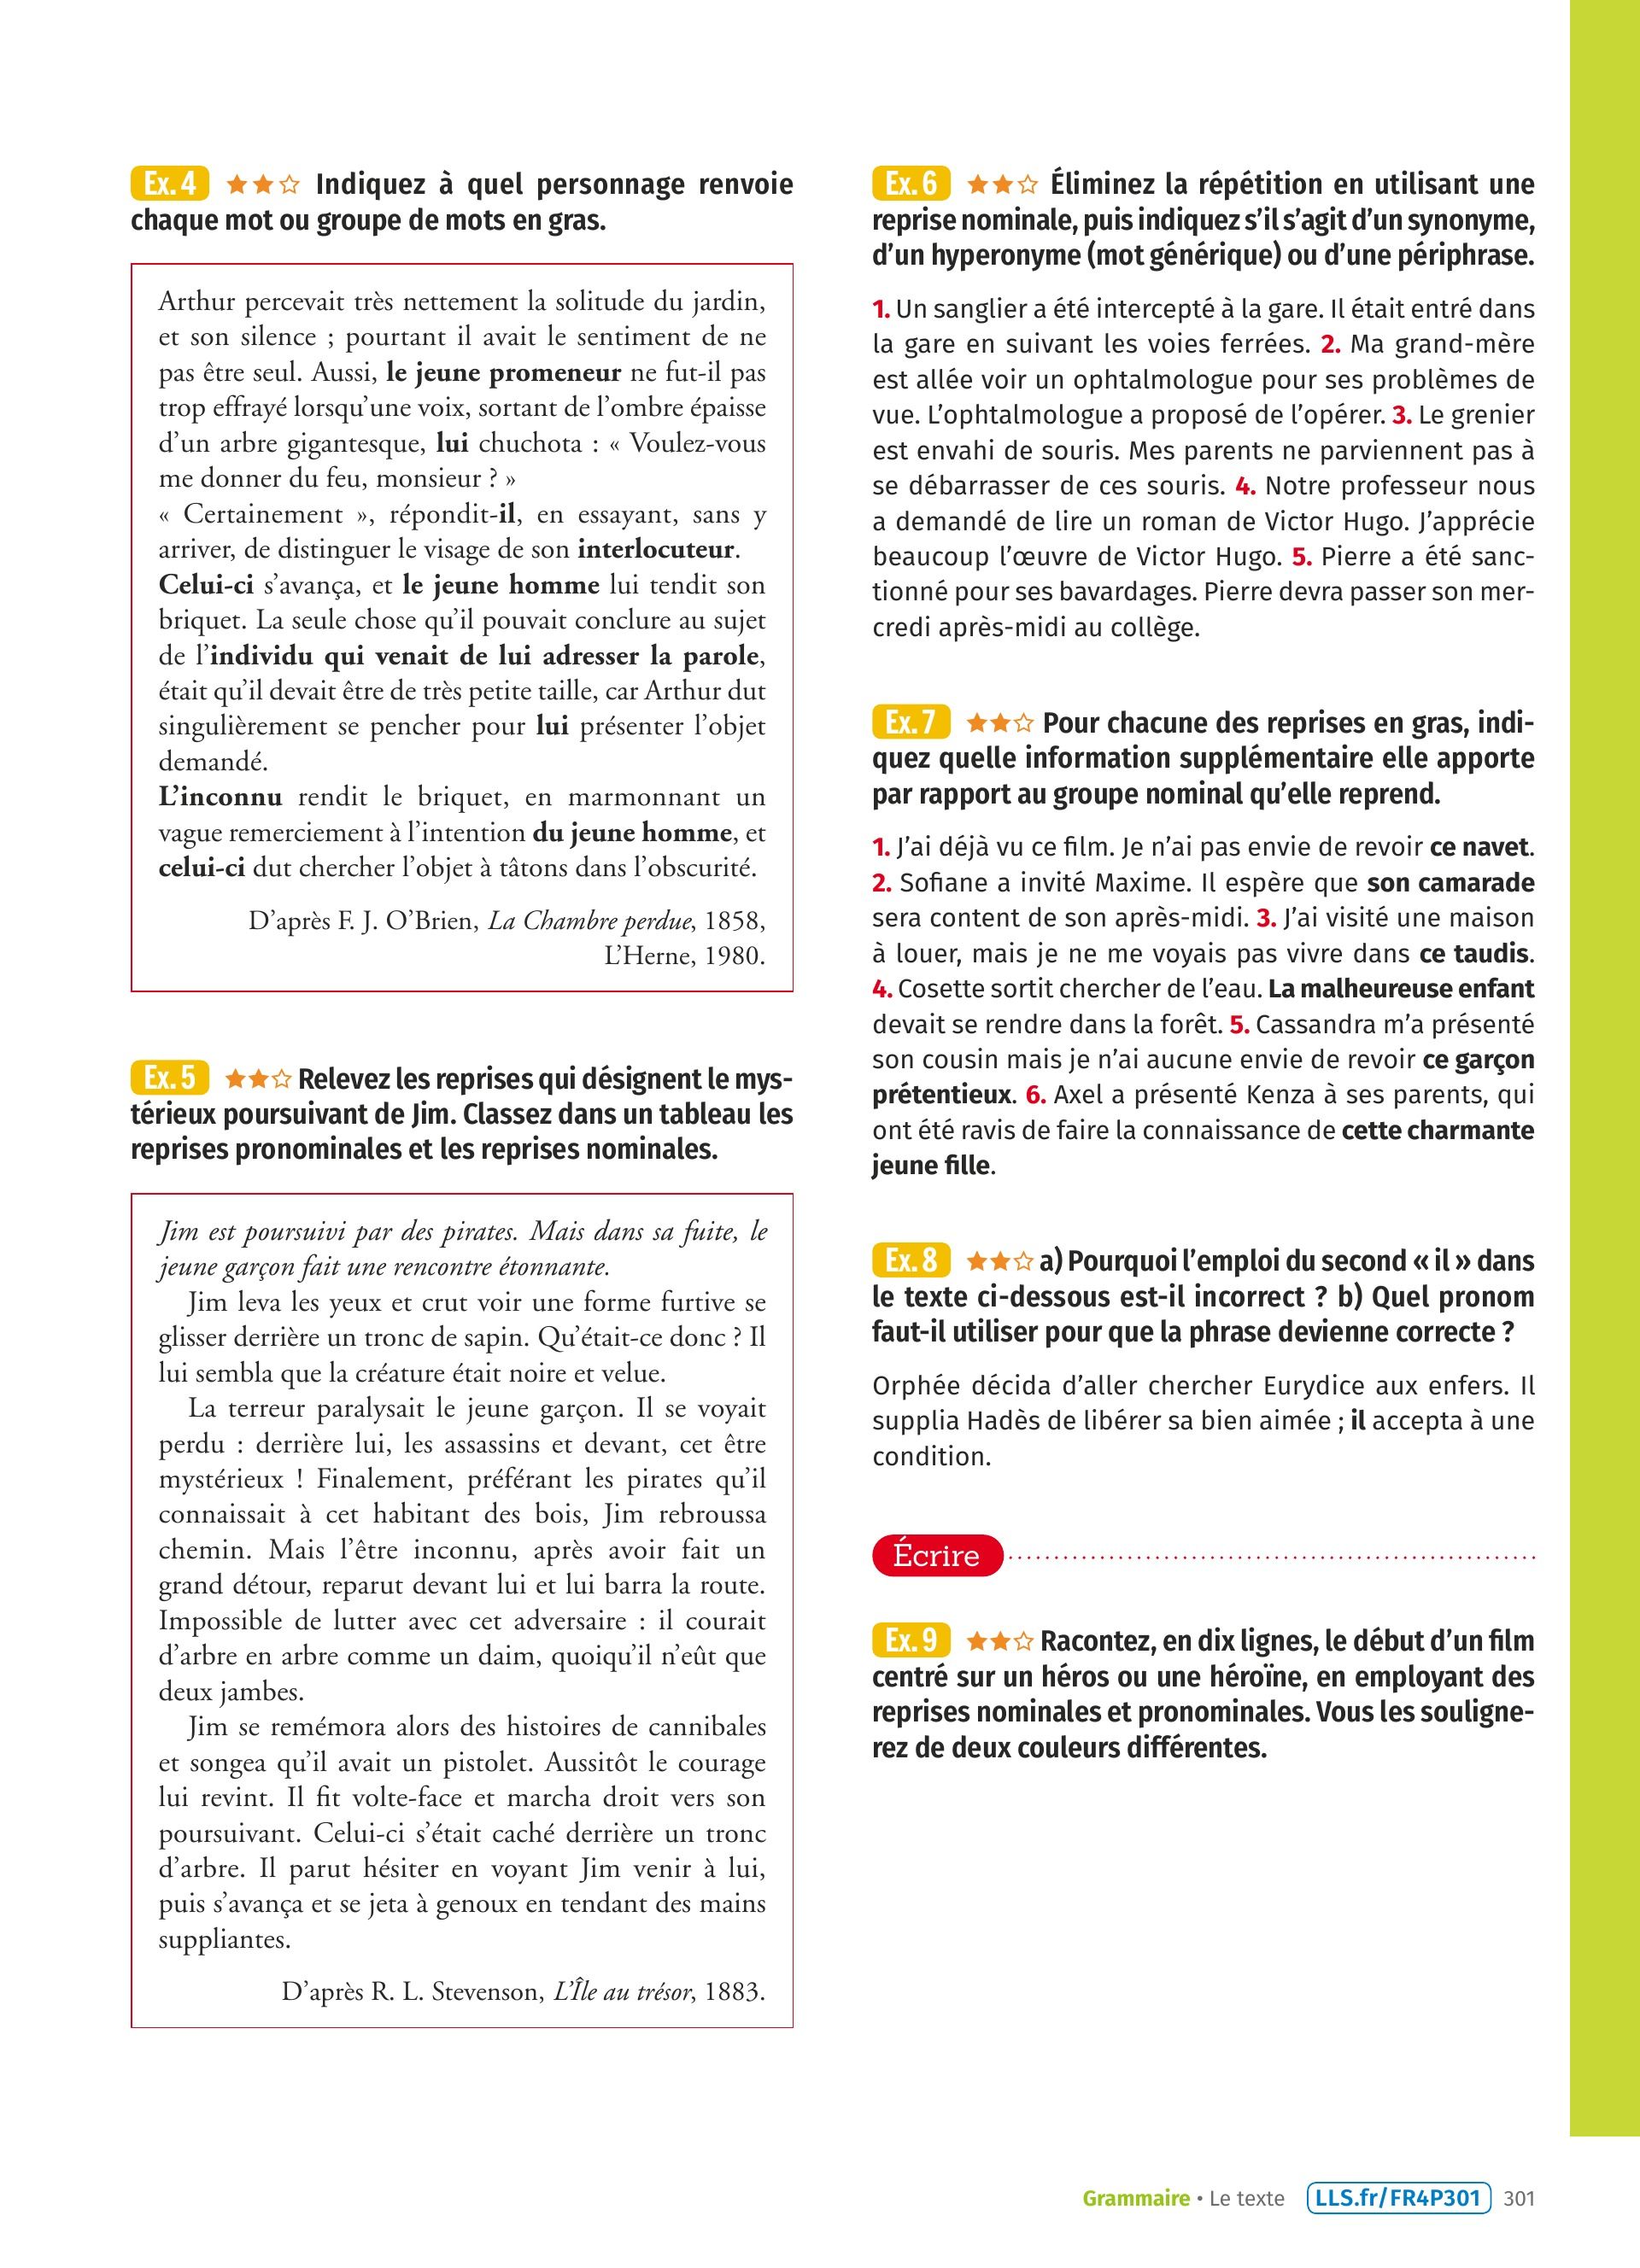 Ex. 4 ★★☆ Indiquez à quel personnage renvoie
chaque mot ou groupe de mots en gras.
Arthur percevait très nettement la solitude du jardin,
et son silence ; pourtant il avait le sentiment de ne
pas être seul. Aussi, le jeune promeneur ne fut-il pas
trop effrayé lorsqu'une voix, sortant de l'ombre épaisse
d'un arbre gigantesque, lui chuchota : « Voulez-vous
me donner du feu, monsieur ? »
« Certainement », répondit-il, en essayant, sans y
arriver, de distinguer le visage de son interlocuteur.
Celui-ci s'avança, et le jeune homme lui tendit son
briquet. La seule chose qu'il pouvait conclure au sujet
de l'individu qui venait de lui adresser la parole,
était qu'il devait être de très petite taille, car Arthur dut
singulièrement se pencher pour lui présenter l'objet
demandé.
L'inconnu rendit le briquet, en marmonnant un
vague remerciement à l'intention du jeune homme, et
celui-ci dut chercher l'objet à tâtons dans l'obscurité.
D'après F. J. O'Brien, La Chambre perdue, 1858,
L'Herne, 1980.
Ex. 5 ★★☆ Relevez les reprises qui désignent le mys-
térieux poursuivant de Jim. Classez dans un tableau les
reprises pronominales et les reprises nominales.
Jim est poursuivi par des pirates. Mais dans sa fuite, le
jeune garçon fait une rencontre étonnante.
Jim leva les yeux et crut voir une forme furtive se
glisser derrière un tronc de sapin. Qu'était-ce donc ? Il
lui sembla que la créature était noire et velue.
La terreur paralysait le jeune garçon. Il se voyait
perdu : derrière lui, les assassins et devant, cet être
mystérieux ! Finalement, préférant les pirates qu'il
connaissait à cet habitant des bois, Jim rebroussa
chemin. Mais l'être inconnu, après avoir fait un
grand détour, reparut devant lui et lui barra la route.
Impossible de lutter avec cet adversaire : il courait
d'arbre en arbre comme un daim, quoiqu'il n'eût que
deux jambes.
Jim se remémora alors des histoires de cannibales
et songea qu'il avait un pistolet. Aussitôt le courage
lui revint. Il fit volte-face et marcha droit vers son
poursuivant. Celui-ci s'était caché derrière un tronc
d'arbre. Il parut hésiter en voyant Jim venir à lui,
puis s'avança et se jeta à genoux en tendant des mains
suppliantes.
D'après R. L. Stevenson, L'Île au trésor, 1883.
Ex. 6 ★★☆ Éliminez la répétition en utilisant une
reprise nominale, puis indiquez s'il s'agit d'un synonyme,
d'un hyperonyme (mot générique) ou d'une périphrase.
1. Un sanglier a été intercepté à la gare. Il était entré dans
la gare en suivant les voies ferrées. 2. Ma grand-mère
est allée voir un ophtalmologue pour ses problèmes de
vue. L'ophtalmologue a proposé de l'opérer. 3. Le grenier
est envahi de souris. Mes parents ne parviennent pas à
se débarrasser de ces souris. 4. Notre professeur nous
a demandé de lire un roman de Victor Hugo. J'apprécie
beaucoup l'œuvre de Victor Hugo. 5. Pierre a été sanc-
tionné pour ses bavardages. Pierre devra passer son mer-
credi après-midi au collège.
Ex. 7 ★★☆ Pour chacune des reprises en gras, indi-
quez quelle information supplémentaire elle apporte
par rapport au groupe nominal qu'elle reprend.
1. J'ai déjà vu ce film. Je n'ai pas envie de revoir ce navet.
2. Sofiane a invité Maxime. Il espère que son camarade
sera content de son après-midi. 3. J'ai visité une maison
à louer, mais je ne me voyais pas vivre dans ce taudis.
4. Cosette sortit chercher de l'eau. La malheureuse enfant
devait se rendre dans la forêt. 5. Cassandra m'a présenté
son cousin mais je n'ai aucune envie de revoir ce garçon
prétentieux. 6. Axel a présenté Kenza à ses parents, qui
ont été ravis de faire la connaissance de cette charmante
jeune fille.
Ex. 8 ★★☆ a) Pourquoi l'emploi du second « il » dans
le texte ci-dessous est-il incorrect ? b) Quel pronom
faut-il utiliser pour que la phrase devienne correcte ?
Orphée décida d'aller chercher Eurydice aux enfers. Il
supplia Hadès de libérer sa bien aimée ; il accepta à une
condition.
Écrire
Ex. 9 ★★☆ Racontez, en dix lignes, le début d'un film
centré sur un héros ou une héroïne, en employant des
reprises nominales et pronominales. Vous les souligne-
rez de deux couleurs différentes.
Grammaire • Le texte LLS.fr/FR4P301 301